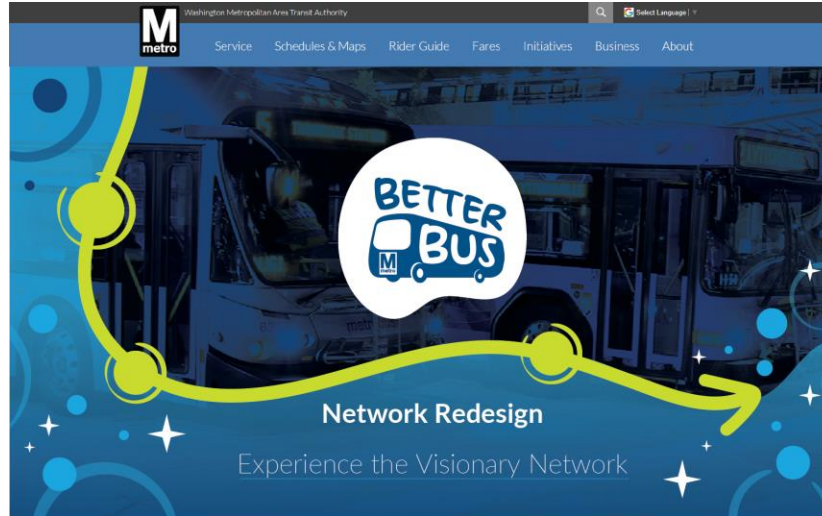 Washington Metropolitan Area Transit Authority
Select Language
M
metro
Service Schedules & Maps Rider Guide Fares Initiatives Business About
BETTER
BUS
M
metro
metro
Network Redesign
Experience the Visionary Network